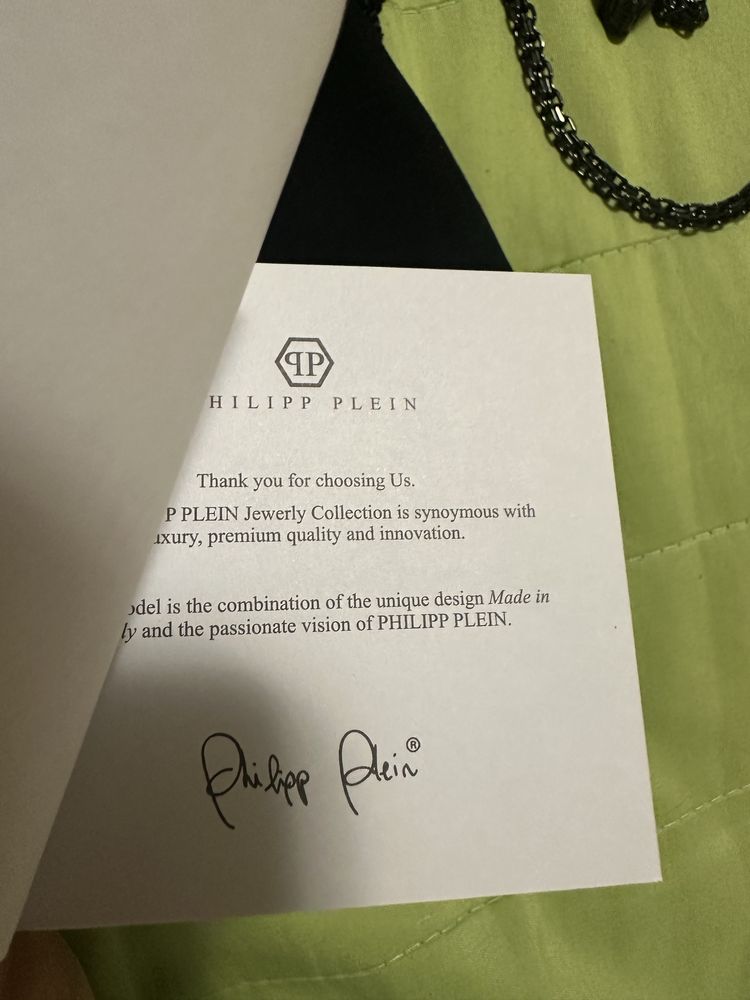 PP
HILIPP PLEIN
Thank you for choosing Us.
P PLEIN Jewerly Collection is synoymous with
uxury, premium quality and innovation.
odel is the combination of the unique design Made in
ly and the passionate vision of PHILIPP PLEIN.
Philipp Plein®